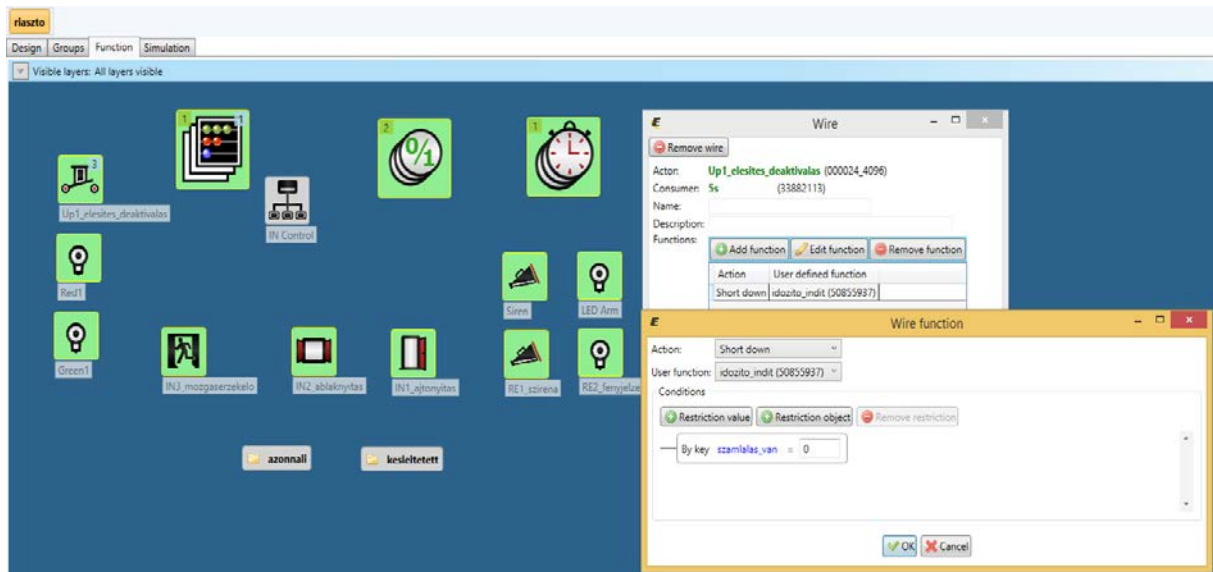 rlaszto
Design Groups Function Simulation
Visible layers: All layers visible
1 1
3
Up1_elesites_deaktivalas
IN Control
2
0/1
1
Red1
Green1
Siren
LED Arm
IN3_mozgaserzekelo
IN2_ablaknyitas
IN1_ajtonyitas
RE1_szirena
RE2_fenyjelze
azonnali
kesleltetett
E Wire
Remove wire
Actor: Up1_elesites_deaktivalas (000024_4096)
Consumer: 5s (33882113)
Name:
Description:
Functions:
Add function Edit function Remove function
Action User defined function
Short down idozito_indit (50855937)
E Wire function
Action: Short down
User function: idozito_indit (50855937)
Conditions
Restriction value Restriction object Remove restriction
By key szamlalas_van = 0
OK Cancel